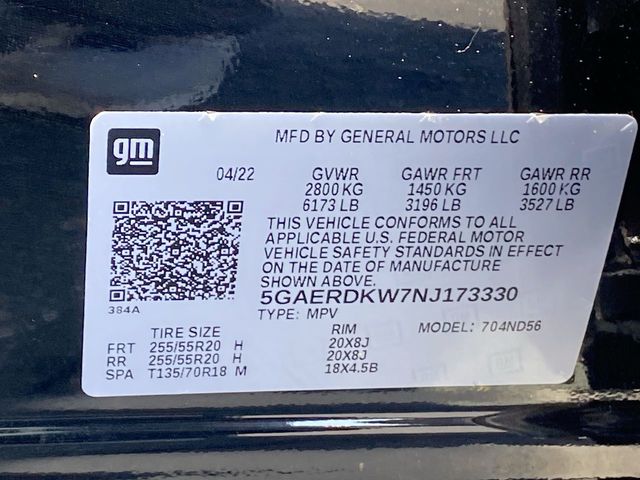 gm
MFD BY GENERAL MOTORS LLC
04/22 GVWR GAWR FRT GAWR RR
2800 KG 1450 KG 1600 KG
6173 LB 3196 LB 3527 LB
THIS VEHICLE CONFORMS TO ALL
APPLICABLE U.S. FEDERAL MOTOR
VEHICLE SAFETY STANDARDS IN EFFECT
ON THE DATE OF MANUFACTURE
SHOWN ABOVE.
5GAERDKW7NJ173330
384A
TYPE: MPV MODEL: 704ND56
TIRE SIZE RIM
FRT 255/55R20 H 20X8J
RR 255/55R20 H 20X8J
SPA T135/70R18 M 18X4.5B